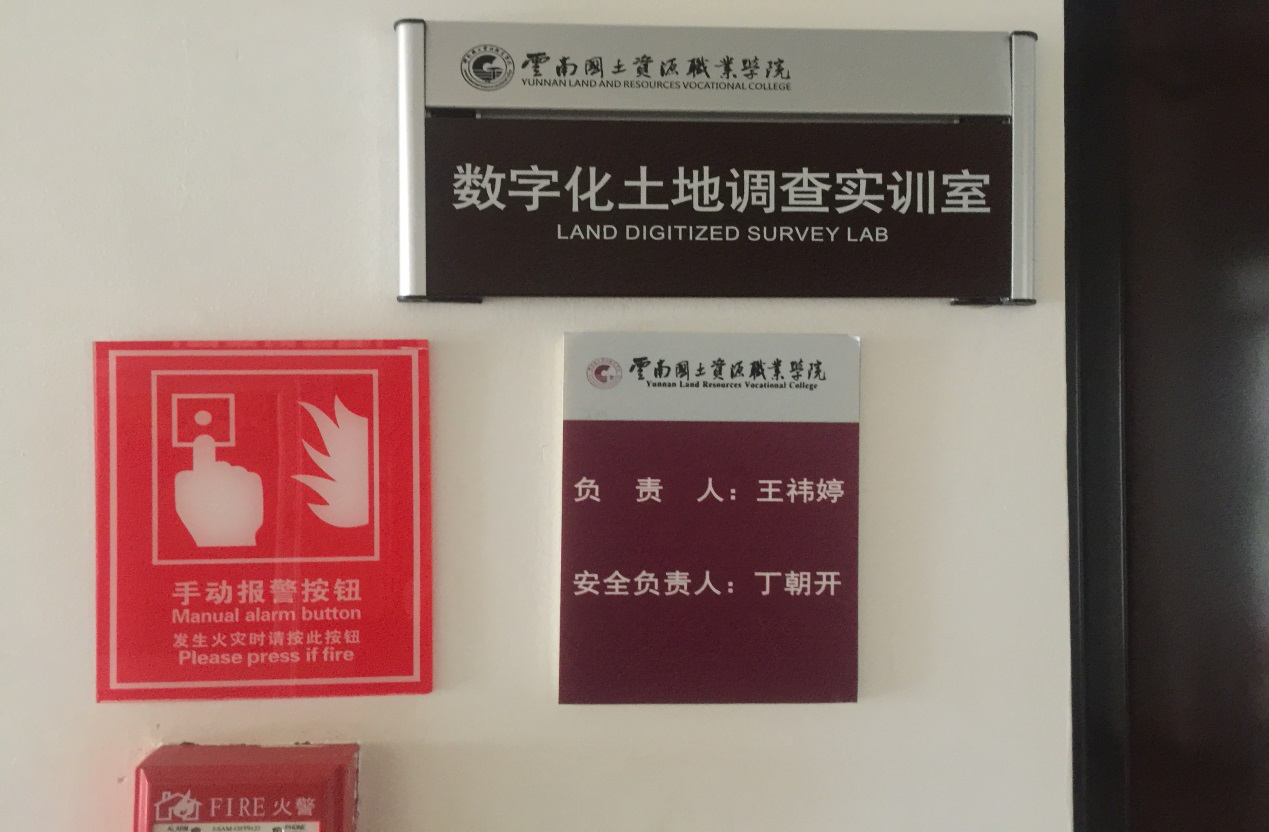 雲南國土資源職業學院
YUNNAN LAND AND RESOURCES VOCATIONAL COLLEGE
数字化土地调查实训室
LAND DIGITIZED SURVEY LAB
雲南國土資源職業學院
Yunnan Land Resources Vocational College
负 责 人：王祎婷
安全负责人：丁朝开
手动报警按钮
Manual alarm button
发生火灾时请按此按钮
Please press if fire
FIRE 火警
ALARM
PHONE